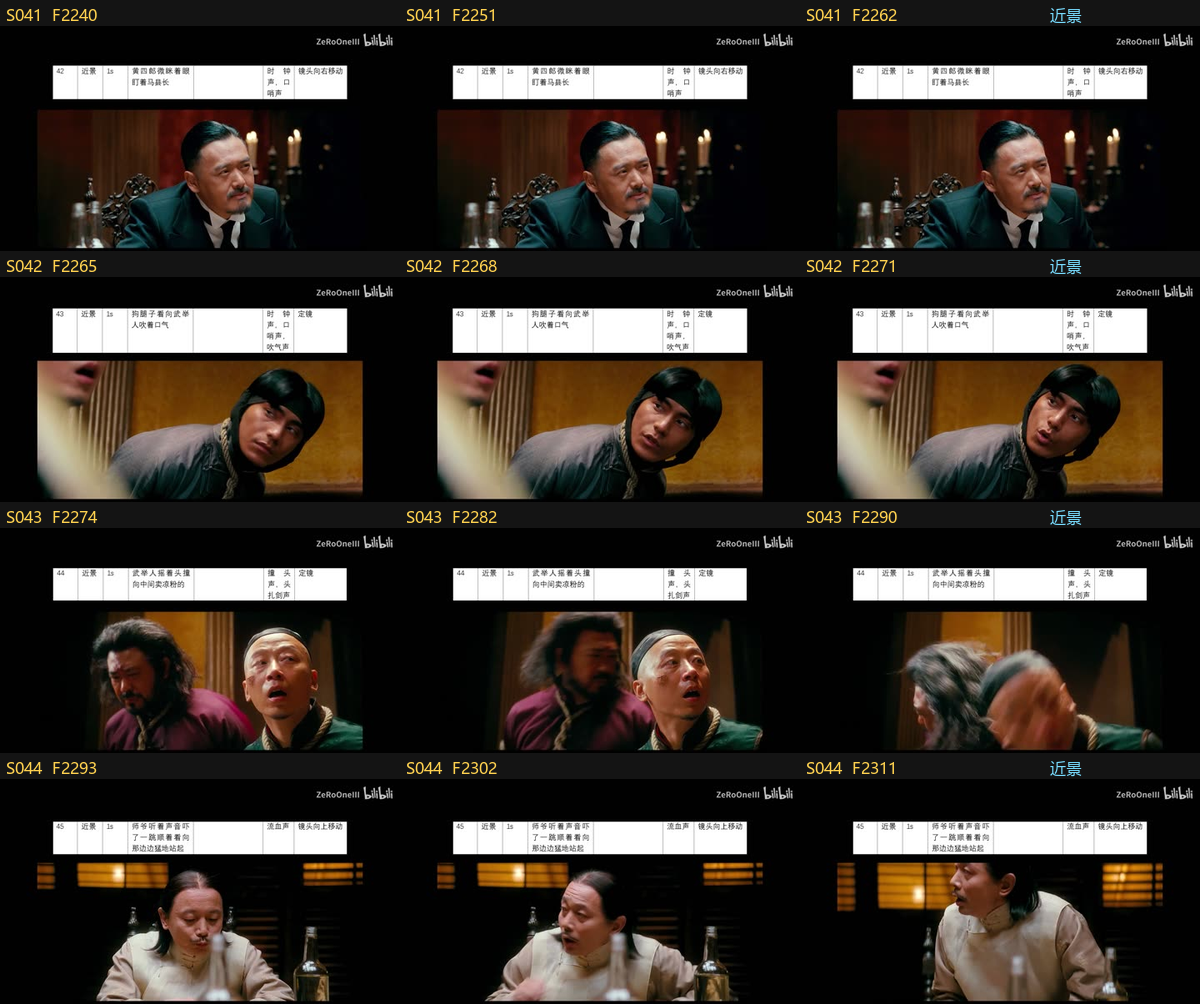 S041 F2240
S041 F2251
S041 F2262 近景
ZeRoOneIII bilibili
ZeRoOneIII bilibili
ZeRoOneIII bilibili
42 近景 1s 黄四郎微眯着眼 时钟 镜头向右移动
盯着马县长 声，口
哨声
42 近景 1s 黄四郎微眯着眼 时钟 镜头向右移动
盯着马县长 声，口
哨声
42 近景 1s 黄四郎微眯着眼 时钟 镜头向右移动
盯着马县长 声，口
哨声
S042 F2265
S042 F2268
S042 F2271 近景
ZeRoOneIII bilibili
ZeRoOneIII bilibili
ZeRoOneIII bilibili
43 近景 1s 狗腿子看向武举 时钟 定镜
人吹着口气 声，口
哨声，
吹气声
43 近景 1s 狗腿子看向武举 时钟 定镜
人吹着口气 声，口
哨声，
吹气声
43 近景 1s 狗腿子看向武举 时钟 定镜
人吹着口气 声，口
哨声，
吹气声
S043 F2274
S043 F2282
S043 F2290 近景
ZeRoOneIII bilibili
ZeRoOneIII bilibili
ZeRoOneIII bilibili
44 近景 1s 武举人摇着头撞 撞头 定镜
向中间卖凉粉的 声，头
扎剑声
44 近景 1s 武举人摇着头撞 撞头 定镜
向中间卖凉粉的 声，头
扎剑声
44 近景 1s 武举人摇着头撞 撞头 定镜
向中间卖凉粉的 声，头
扎剑声
S044 F2293
S044 F2302
S044 F2311 近景
ZeRoOneIII bilibili
ZeRoOneIII bilibili
ZeRoOneIII bilibili
45 近景 1s 师爷听着声音吓 流血声 镜头向上移动
了一跳顺着看向
那边边猛地站起
45 近景 1s 师爷听着声音吓 流血声 镜头向上移动
了一跳顺着看向
那边边猛地站起
45 近景 1s 师爷听着声音吓 流血声 镜头向上移动
了一跳顺着看向
那边边猛地站起